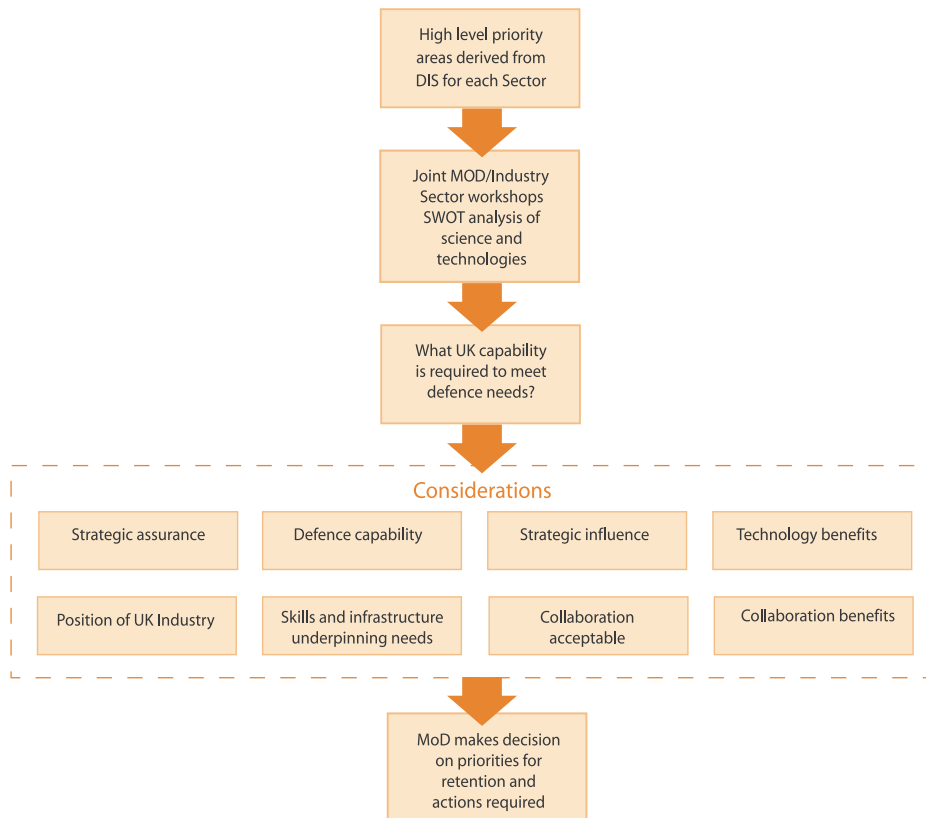 High level priority
areas derived from
DIS for each Sector
Joint MOD/Industry
Sector workshops
SWOT analysis of
science and
technologies
What UK capability
is required to meet
defence needs?
Considerations
Strategic assurance
Defence capability
Strategic influence
Technology benefits
Position of UK Industry
Skills and infrastructure
underpinning needs
Collaboration
acceptable
Collaboration benefits
MoD makes decision
on priorities for
retention and
actions required